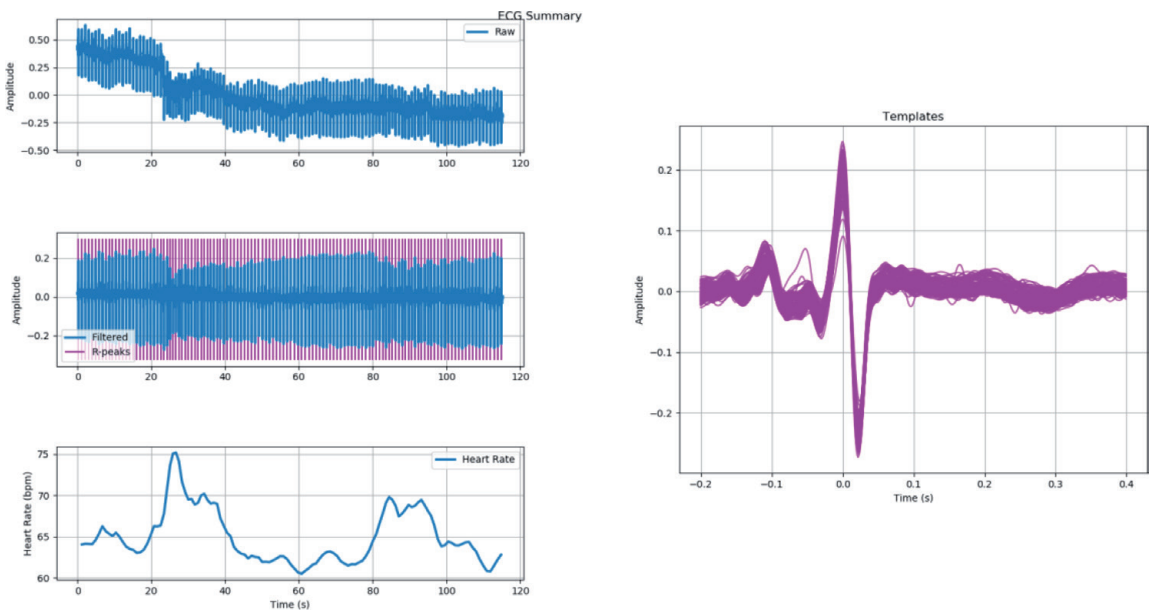 ECG Summary
Raw
0.50
0.25
0.00
−0.25
−0.50
Amplitude
0 20 40 60 80 100 120
0.2
0.0
−0.2
Amplitude
Filtered
R-peaks
0 20 40 60 80 100 120
Heart Rate
75
70
65
60
Heart Rate (bpm)
0 20 40 60 80 100 120
Time (s)
Templates
0.2
0.1
0.0
−0.1
−0.2
Amplitude
−0.2 −0.1 0.0 0.1 0.2 0.3 0.4
Time (s)